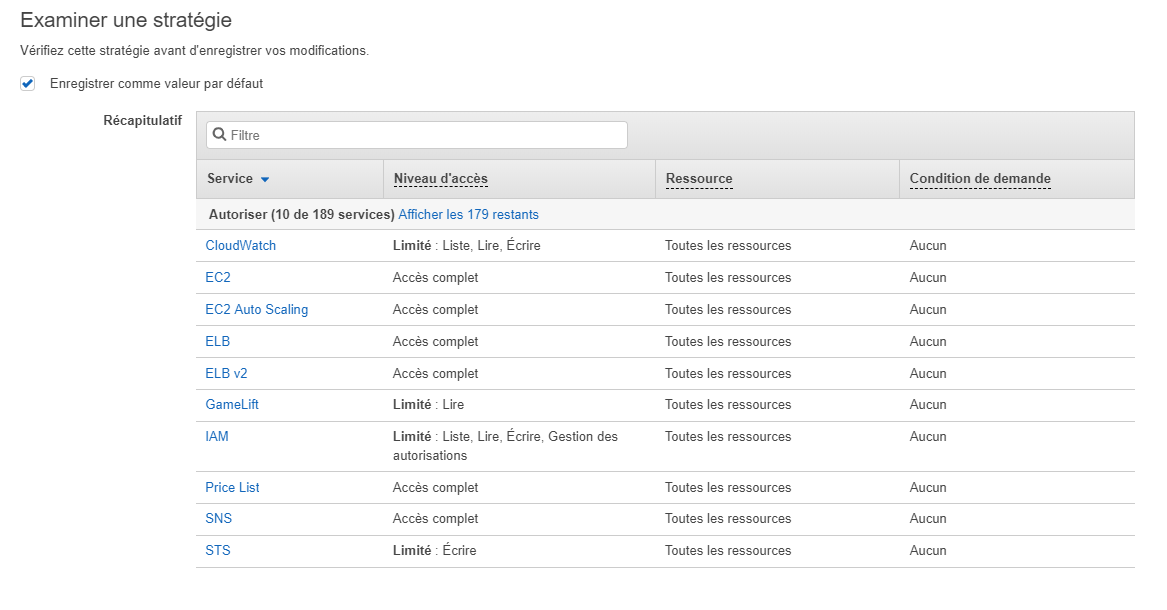 Examiner une stratégie
Vérifiez cette stratégie avant d'enregistrer vos modifications.
Enregistrer comme valeur par défaut
Récapitulatif
Filtre
Service Niveau d'accès Ressource Condition de demande
Autoriser (10 de 189 services) Afficher les 179 restants
CloudWatch Limité : Liste, Lire, Écrire Toutes les ressources Aucun
EC2 Accès complet Toutes les ressources Aucun
EC2 Auto Scaling Accès complet Toutes les ressources Aucun
ELB Accès complet Toutes les ressources Aucun
ELB v2 Accès complet Toutes les ressources Aucun
GameLift Limité : Lire Toutes les ressources Aucun
IAM Limité : Liste, Lire, Écrire, Gestion des Toutes les ressources Aucun
autorisations
Price List Accès complet Toutes les ressources Aucun
SNS Accès complet Toutes les ressources Aucun
STS Limité : Écrire Toutes les ressources Aucun